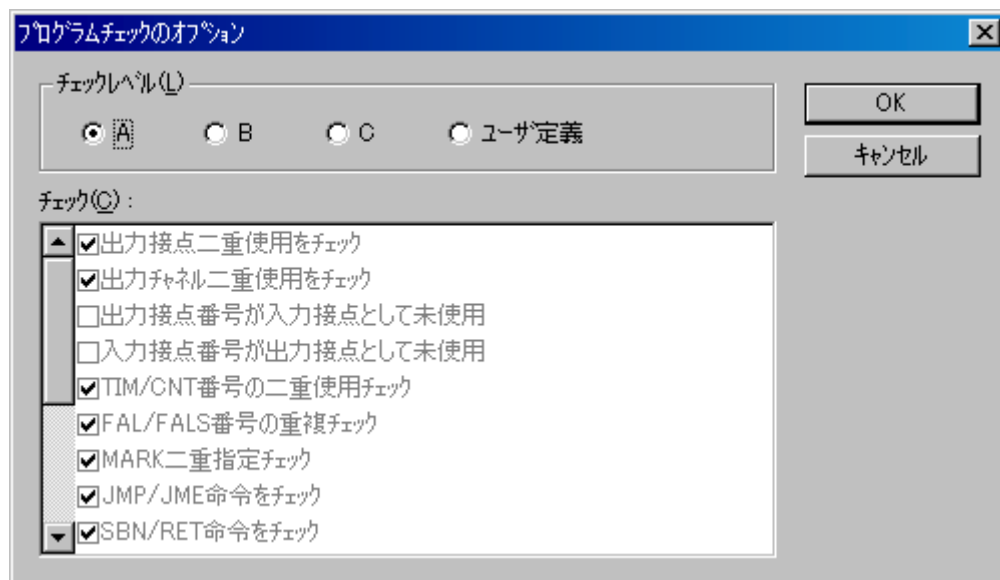 ﾌﾟﾛｸﾞﾗﾑﾁｪｯｸのｵﾌﾟｼｮﾝ
ﾁｪｯｸﾚﾍﾞﾙ(L)
A B C ﾕｰｻﾞ定義
OK
ｷｬﾝｾﾙ
ﾁｪｯｸ(C) :
出力接点二重使用をﾁｪｯｸ
出力ﾁｬﾈﾙ二重使用をﾁｪｯｸ
出力接点番号が入力接点として未使用
入力接点番号が出力接点として未使用
TIM/CNT番号の二重使用ﾁｪｯｸ
FAL/FALS番号の重複ﾁｪｯｸ
MARK二重指定ﾁｪｯｸ
JMP/JME命令をﾁｪｯｸ
SBN/RET命令をﾁｪｯｸ